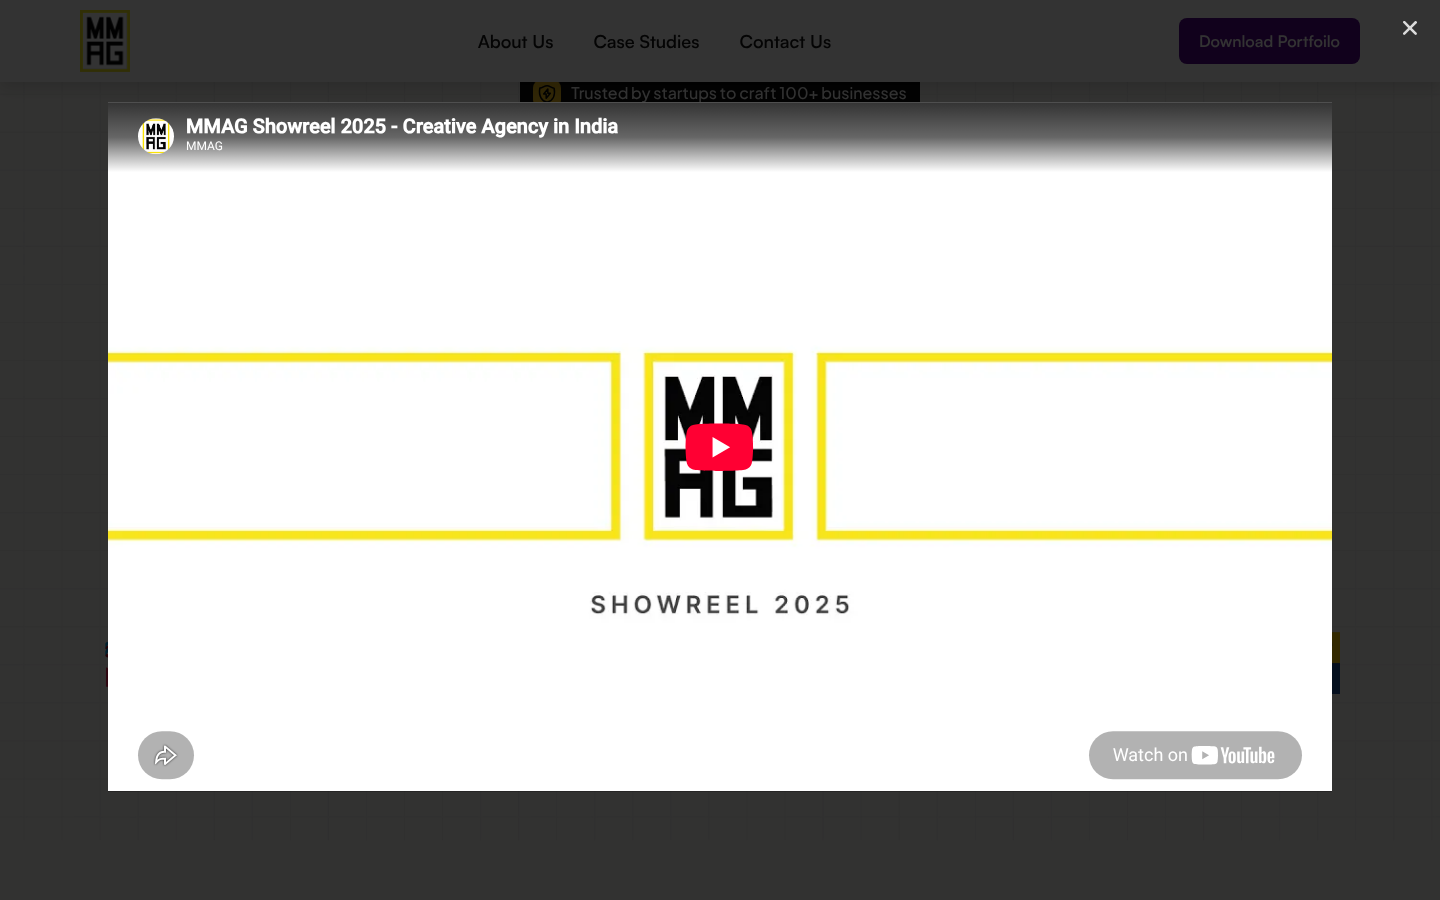 MM
AG
About Us
Case Studies
Contact Us
Download Portfoilo
Trusted by startups to craft 100+ businesses
MM
AG
MMAG Showreel 2025 - Creative Agency in India
MMAG
MM
AG
SHOWREEL 2025
Watch on YouTube